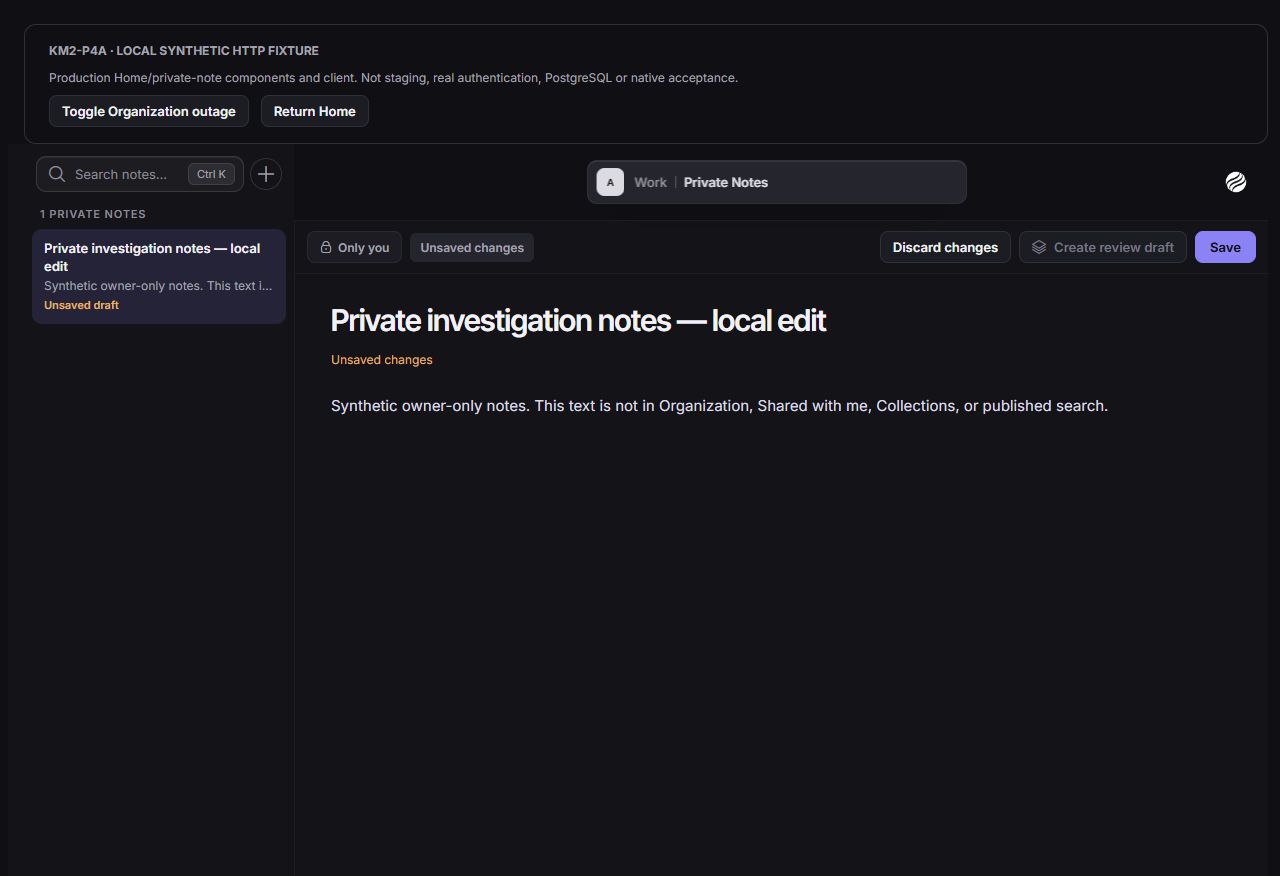 KM2-P4A · LOCAL SYNTHETIC HTTP FIXTURE
Production Home/private-note components and client. Not staging, real authentication, PostgreSQL or native acceptance.
Toggle Organization outage
Return Home
Search notes...
Ctrl K
A
Work
Private Notes
1 PRIVATE NOTES
Private investigation notes — local
edit
Synthetic owner-only notes. This text i...
Unsaved draft
Only you
Unsaved changes
Discard changes
Create review draft
Save
Private investigation notes — local edit
Unsaved changes
Synthetic owner-only notes. This text is not in Organization, Shared with me, Collections, or published search.